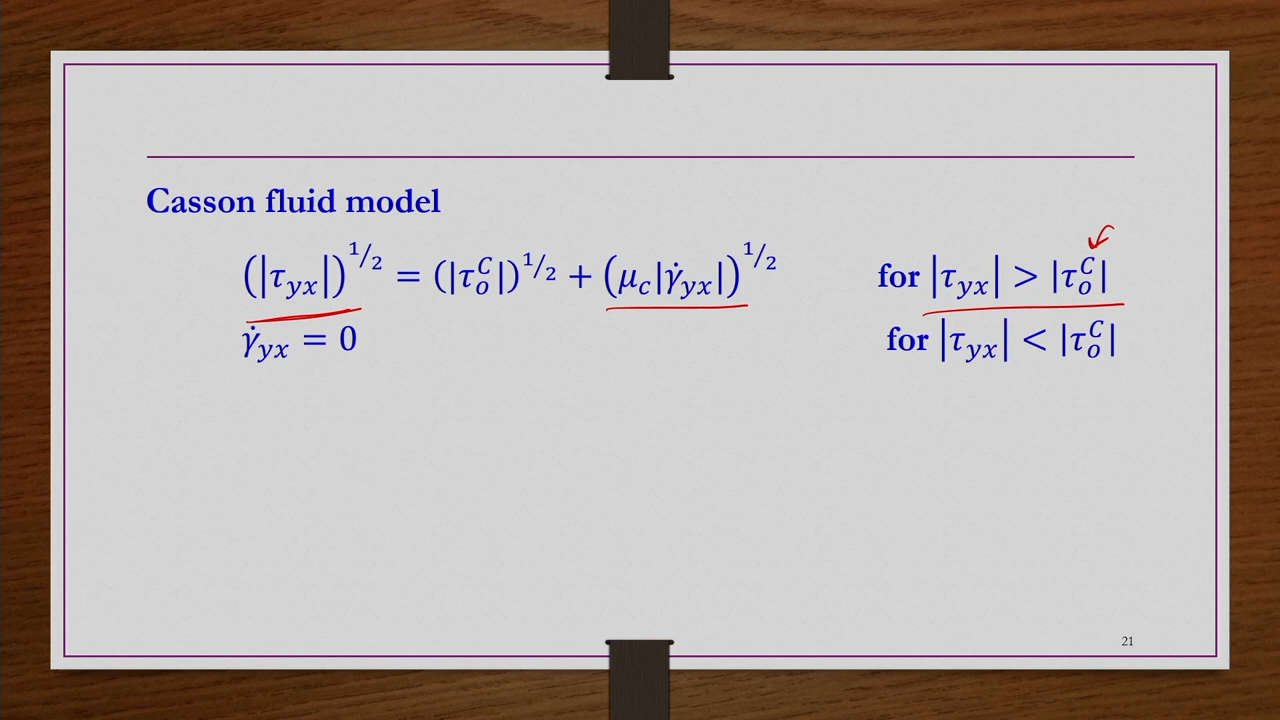 Casson fluid model
(|τ_yx|)^1/2 = (|τ_o^C|)^1/2 + (μ_c|γ̇_yx|)^1/2 for |τ_yx| > |τ_o^C|
γ̇_yx = 0 for |τ_yx| < |τ_o^C|
21